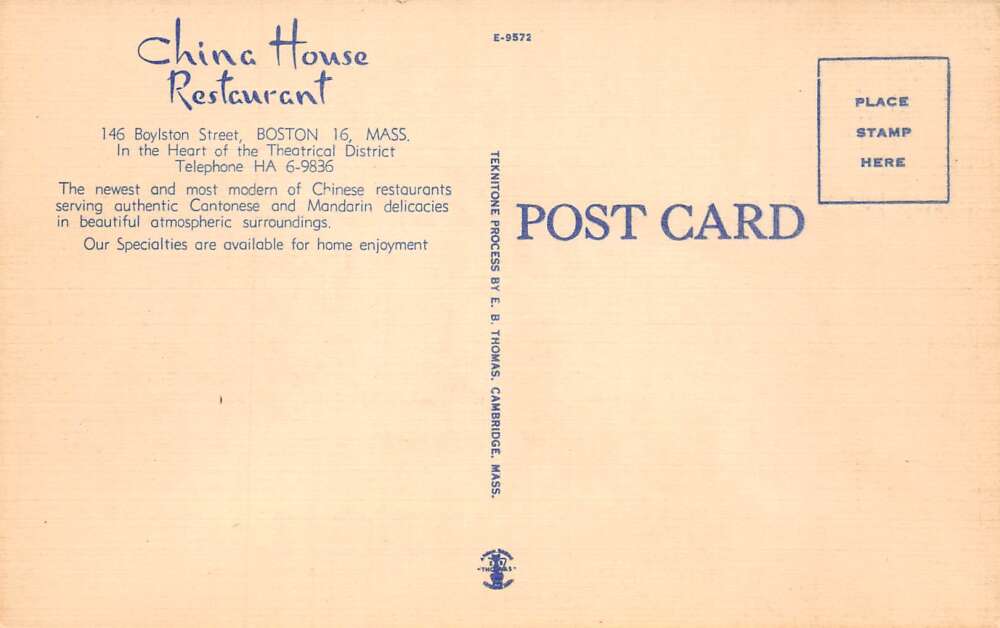 China House
Restaurant
146 Boylston Street, BOSTON 16, MASS.
In the Heart of the Theatrical District
Telephone HA 6-9836
The newest and most modern of Chinese restaurants
serving authentic Cantonese and Mandarin delicacies
in beautiful atmospheric surroundings.
Our Specialties are available for home enjoyment
E-9572
TEKNITONE PROCESS BY E. B. THOMAS, CAMBRIDGE, MASS.
"THOMAS"
POST CARD
PLACE
STAMP
HERE